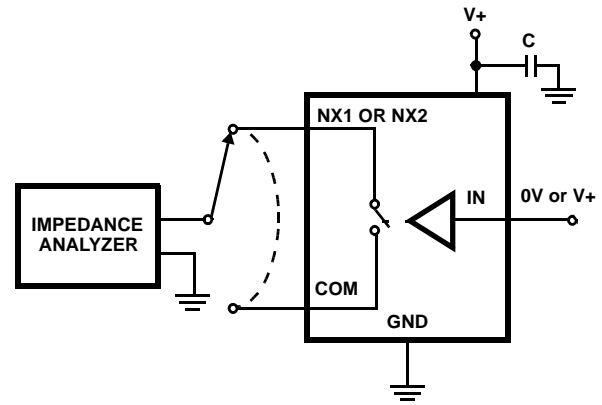 V+
C
NX1 OR NX2
IN
0V or V+
IMPEDANCE
ANALYZER
COM
GND